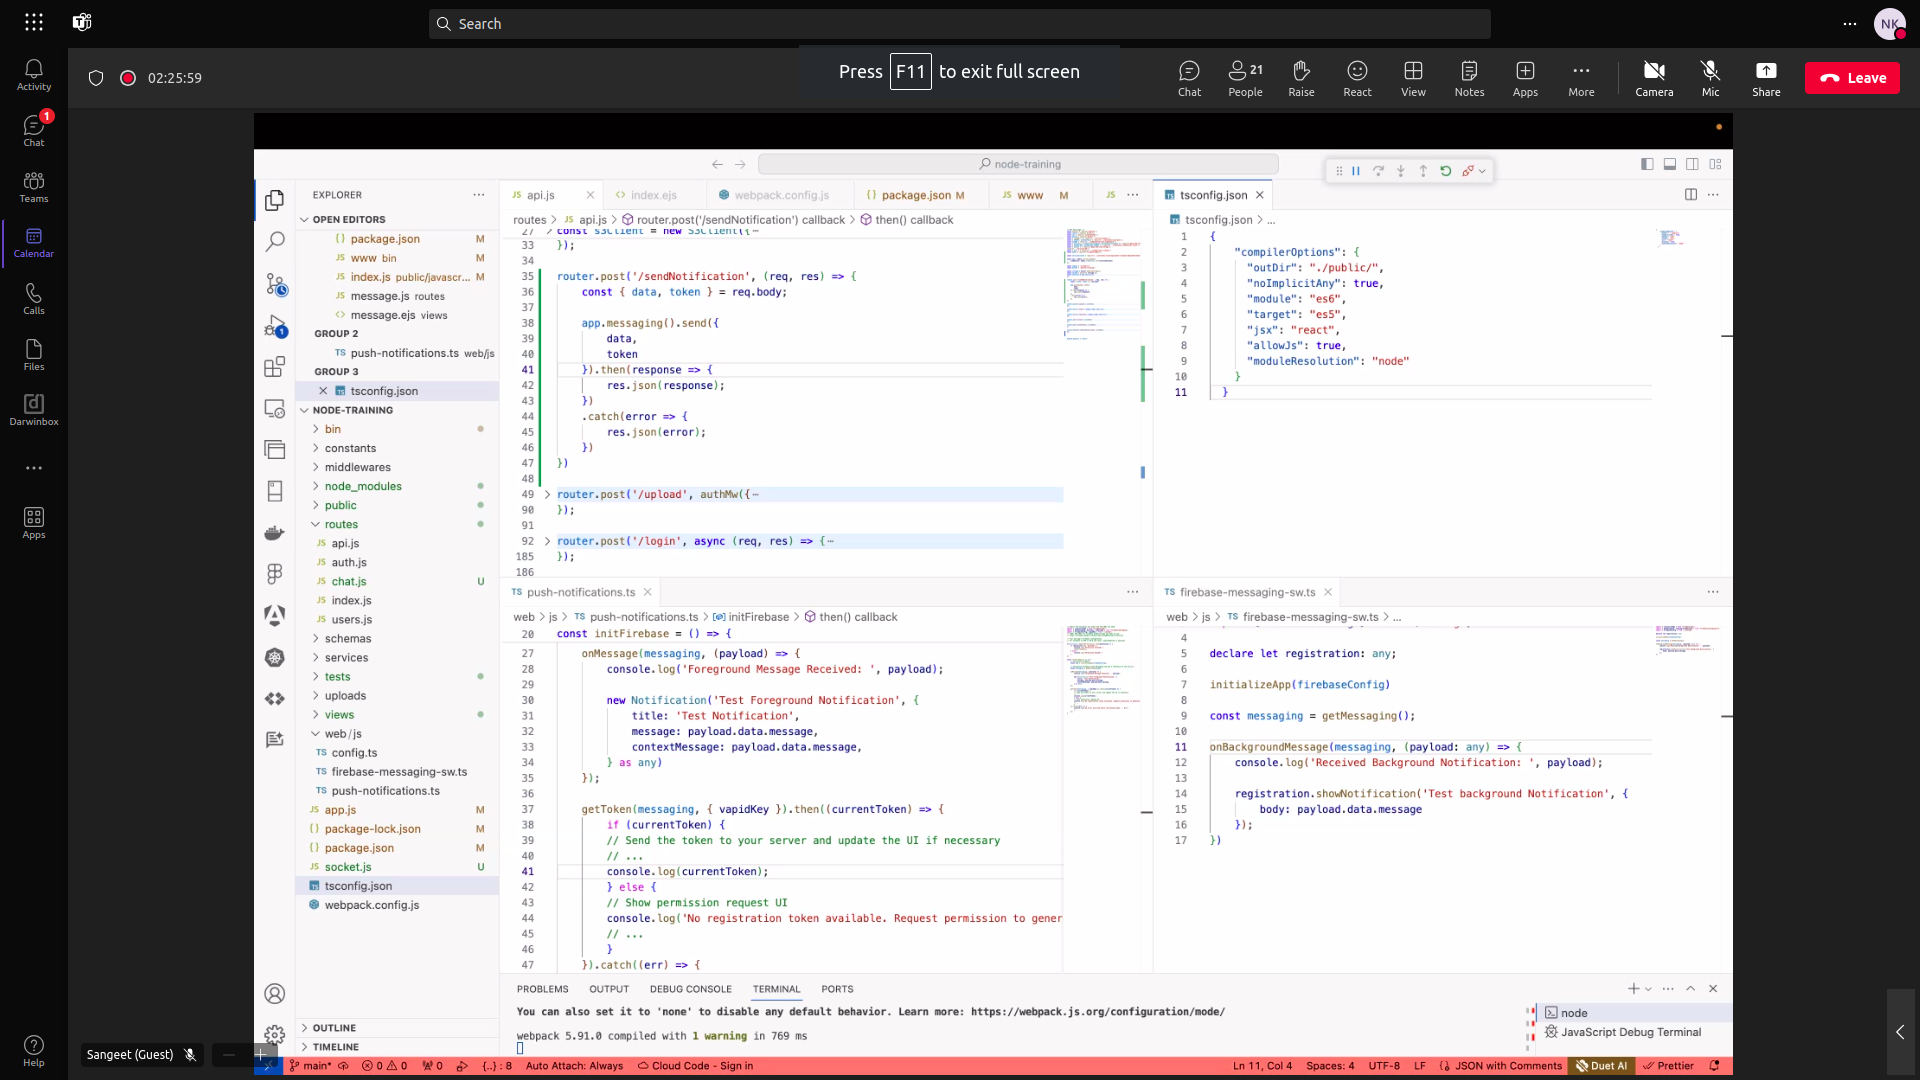 Search
NK
Activity
Chat
1
Teams
Calendar
Calls
Files
Darwinbox
Apps
Help
02:25:59
Press F11 to exit full screen
Chat
People
21
Raise
React
View
Notes
Apps
More
Camera
Mic
Share
Leave
node-training
EXPLORER
OPEN EDITORS
{} package.json M
JS www bin M
JS index.js public/javascr... M
JS message.js routes
<> message.ejs views
GROUP 2
TS push-notifications.ts web/js
GROUP 3
tsconfig.json
NODE-TRAINING
bin
constants
middlewares
node_modules
public
routes
JS api.js
JS auth.js
JS chat.js U
JS index.js
JS users.js
schemas
services
tests
uploads
views
web/js
TS config.ts
TS firebase-messaging-sw.ts
TS push-notifications.ts
JS app.js M
{} package-lock.json M
{} package.json M
JS socket.js U
tsconfig.json
webpack.config.js
OUTLINE
TIMELINE
JS api.js
<> index.ejs
webpack.config.js
{} package.json M
JS www M
JS
routes > JS api.js > router.post('/sendNotification') callback > then() callback
27 const s3Client = new S3Client({
33 });
34
35 router.post('/sendNotification', (req, res) => {
36 const { data, token } = req.body;
37
38 app.messaging().send({
39 data,
40 token
41 }).then(response => {
42 res.json(response);
43 })
44 .catch(error => {
45 res.json(error);
46 })
47 })
48
49 router.post('/upload', authMw({
90 });
91
92 router.post('/login', async (req, res) => {
185 });
186
tsconfig.json
tsconfig.json > ...
1 {
2 "compilerOptions": {
3 "outDir": "./public/",
4 "noImplicitAny": true,
5 "module": "es6",
6 "target": "es5",
7 "jsx": "react",
8 "allowJs": true,
9 "moduleResolution": "node"
10 }
11 }
TS push-notifications.ts
web > js > TS push-notifications.ts > initFirebase > then() callback
20 const initFirebase = () => {
27 onMessage(messaging, (payload) => {
28 console.log('Foreground Message Received: ', payload);
29
30 new Notification('Test Foreground Notification', {
31 title: 'Test Notification',
32 message: payload.data.message,
33 contextMessage: payload.data.message,
34 } as any)
35 });
36
37 getToken(messaging, { vapidKey }).then((currentToken) => {
38 if (currentToken) {
39 // Send the token to your server and update the UI if necessary
40 // ...
41 console.log(currentToken);
42 } else {
43 // Show permission request UI
44 console.log('No registration token available. Request permission to gener
45 // ...
46 }
47 }).catch((err) => {
TS firebase-messaging-sw.ts
web > js > TS firebase-messaging-sw.ts > ...
4
5 declare let registration: any;
6
7 initializeApp(firebaseConfig)
8
9 const messaging = getMessaging();
10
11 onBackgroundMessage(messaging, (payload: any) => {
12 console.log('Received Background Notification: ', payload);
13
14 registration.showNotification('Test background Notification', {
15 body: payload.data.message
16 });
17 })
PROBLEMS OUTPUT DEBUG CONSOLE TERMINAL PORTS
You can also set it to 'none' to disable any default behavior. Learn more: https://webpack.js.org/configuration/mode/
webpack 5.91.0 compiled with 1 warning in 769 ms
node
JavaScript Debug Terminal
Sangeet (Guest)
main* 0 0 0 {..} : 8 Auto Attach: Always Cloud Code - Sign in
Ln 11, Col 4 Spaces: 4 UTF-8 LF {} JSON with Comments Duet AI Prettier